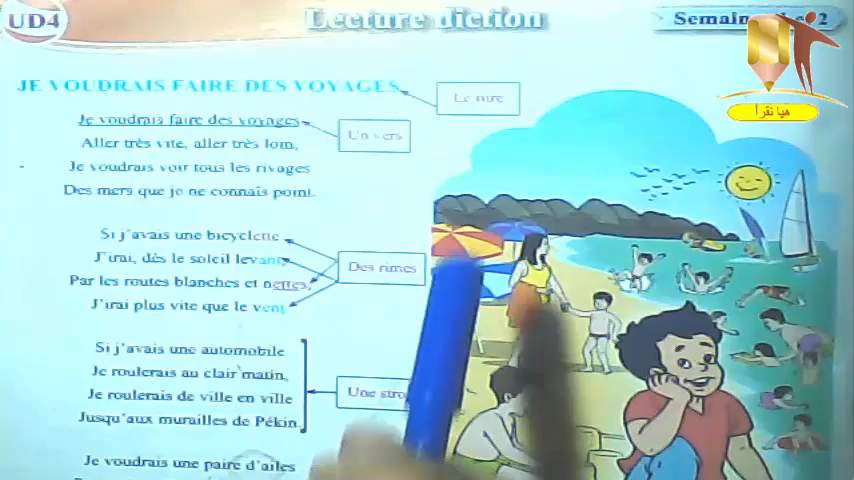 UD4
Lecture diction
Semaine
هيا نقرأ
JE VOUDRAIS FAIRE DES VOYAGES
Le titre
Je voudrais faire des voyages
Un vers
Aller très vite, aller très loin,
Je voudrais voir tous les rivages
Des mers que je ne connais point.
Si j'avais une bicyclette
J'irai, dès le soleil levant,
Des rimes
Par les routes blanches et nettes,
J'irai plus vite que le vent,
Si j'avais une automobile
Je roulerais au clair matin,
Je roulerais de ville en ville
Une stro
Jusqu'aux murailles de Pékin.
Je voudrais une paire d'ailes